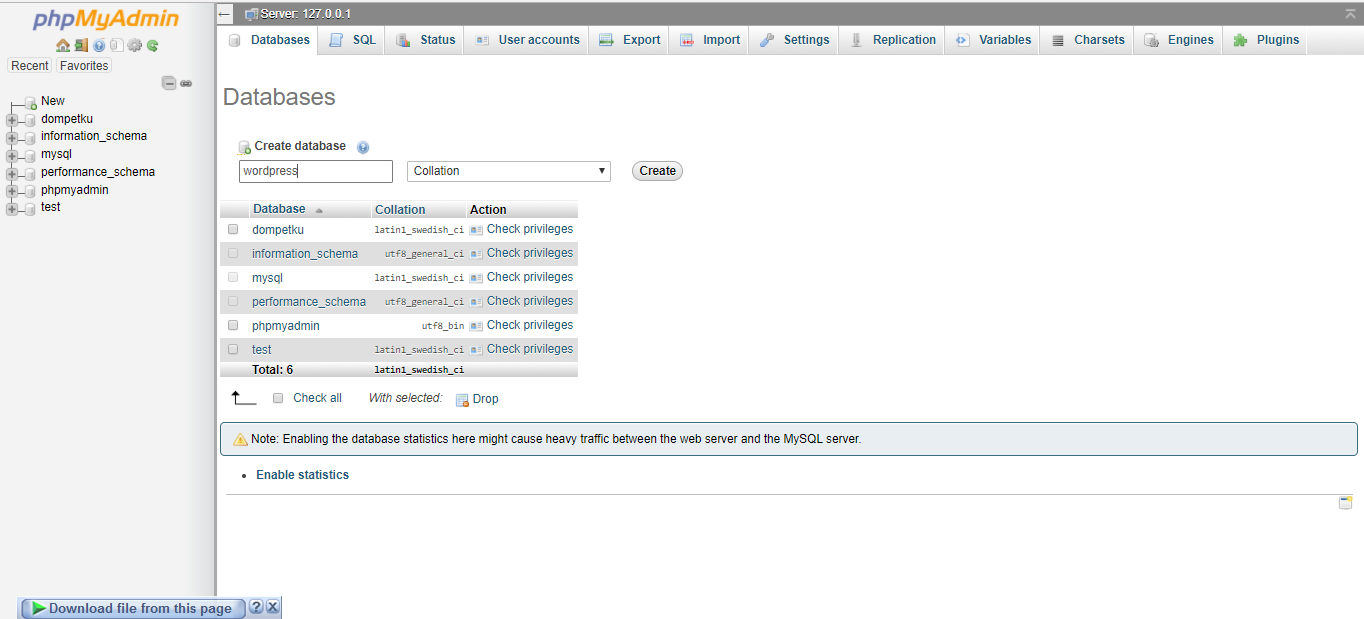 phpMyAdmin
Recent Favorites
New
dompetku
information_schema
mysql
performance_schema
phpmyadmin
test
Server: 127.0.0.1
Databases SQL Status User accounts Export Import Settings Replication Variables Charsets Engines Plugins
Databases
Create database
wordpress Collation Create
Database Collation Action
dompetku latin1_swedish_ci Check privileges
information_schema utf8_general_ci Check privileges
mysql latin1_swedish_ci Check privileges
performance_schema utf8_general_ci Check privileges
phpmyadmin utf8_bin Check privileges
test latin1_swedish_ci Check privileges
Total: 6 latin1_swedish_ci
Check all With selected: Drop
Note: Enabling the database statistics here might cause heavy traffic between the web server and the MySQL server.
• Enable statistics
Download file from this page ? X